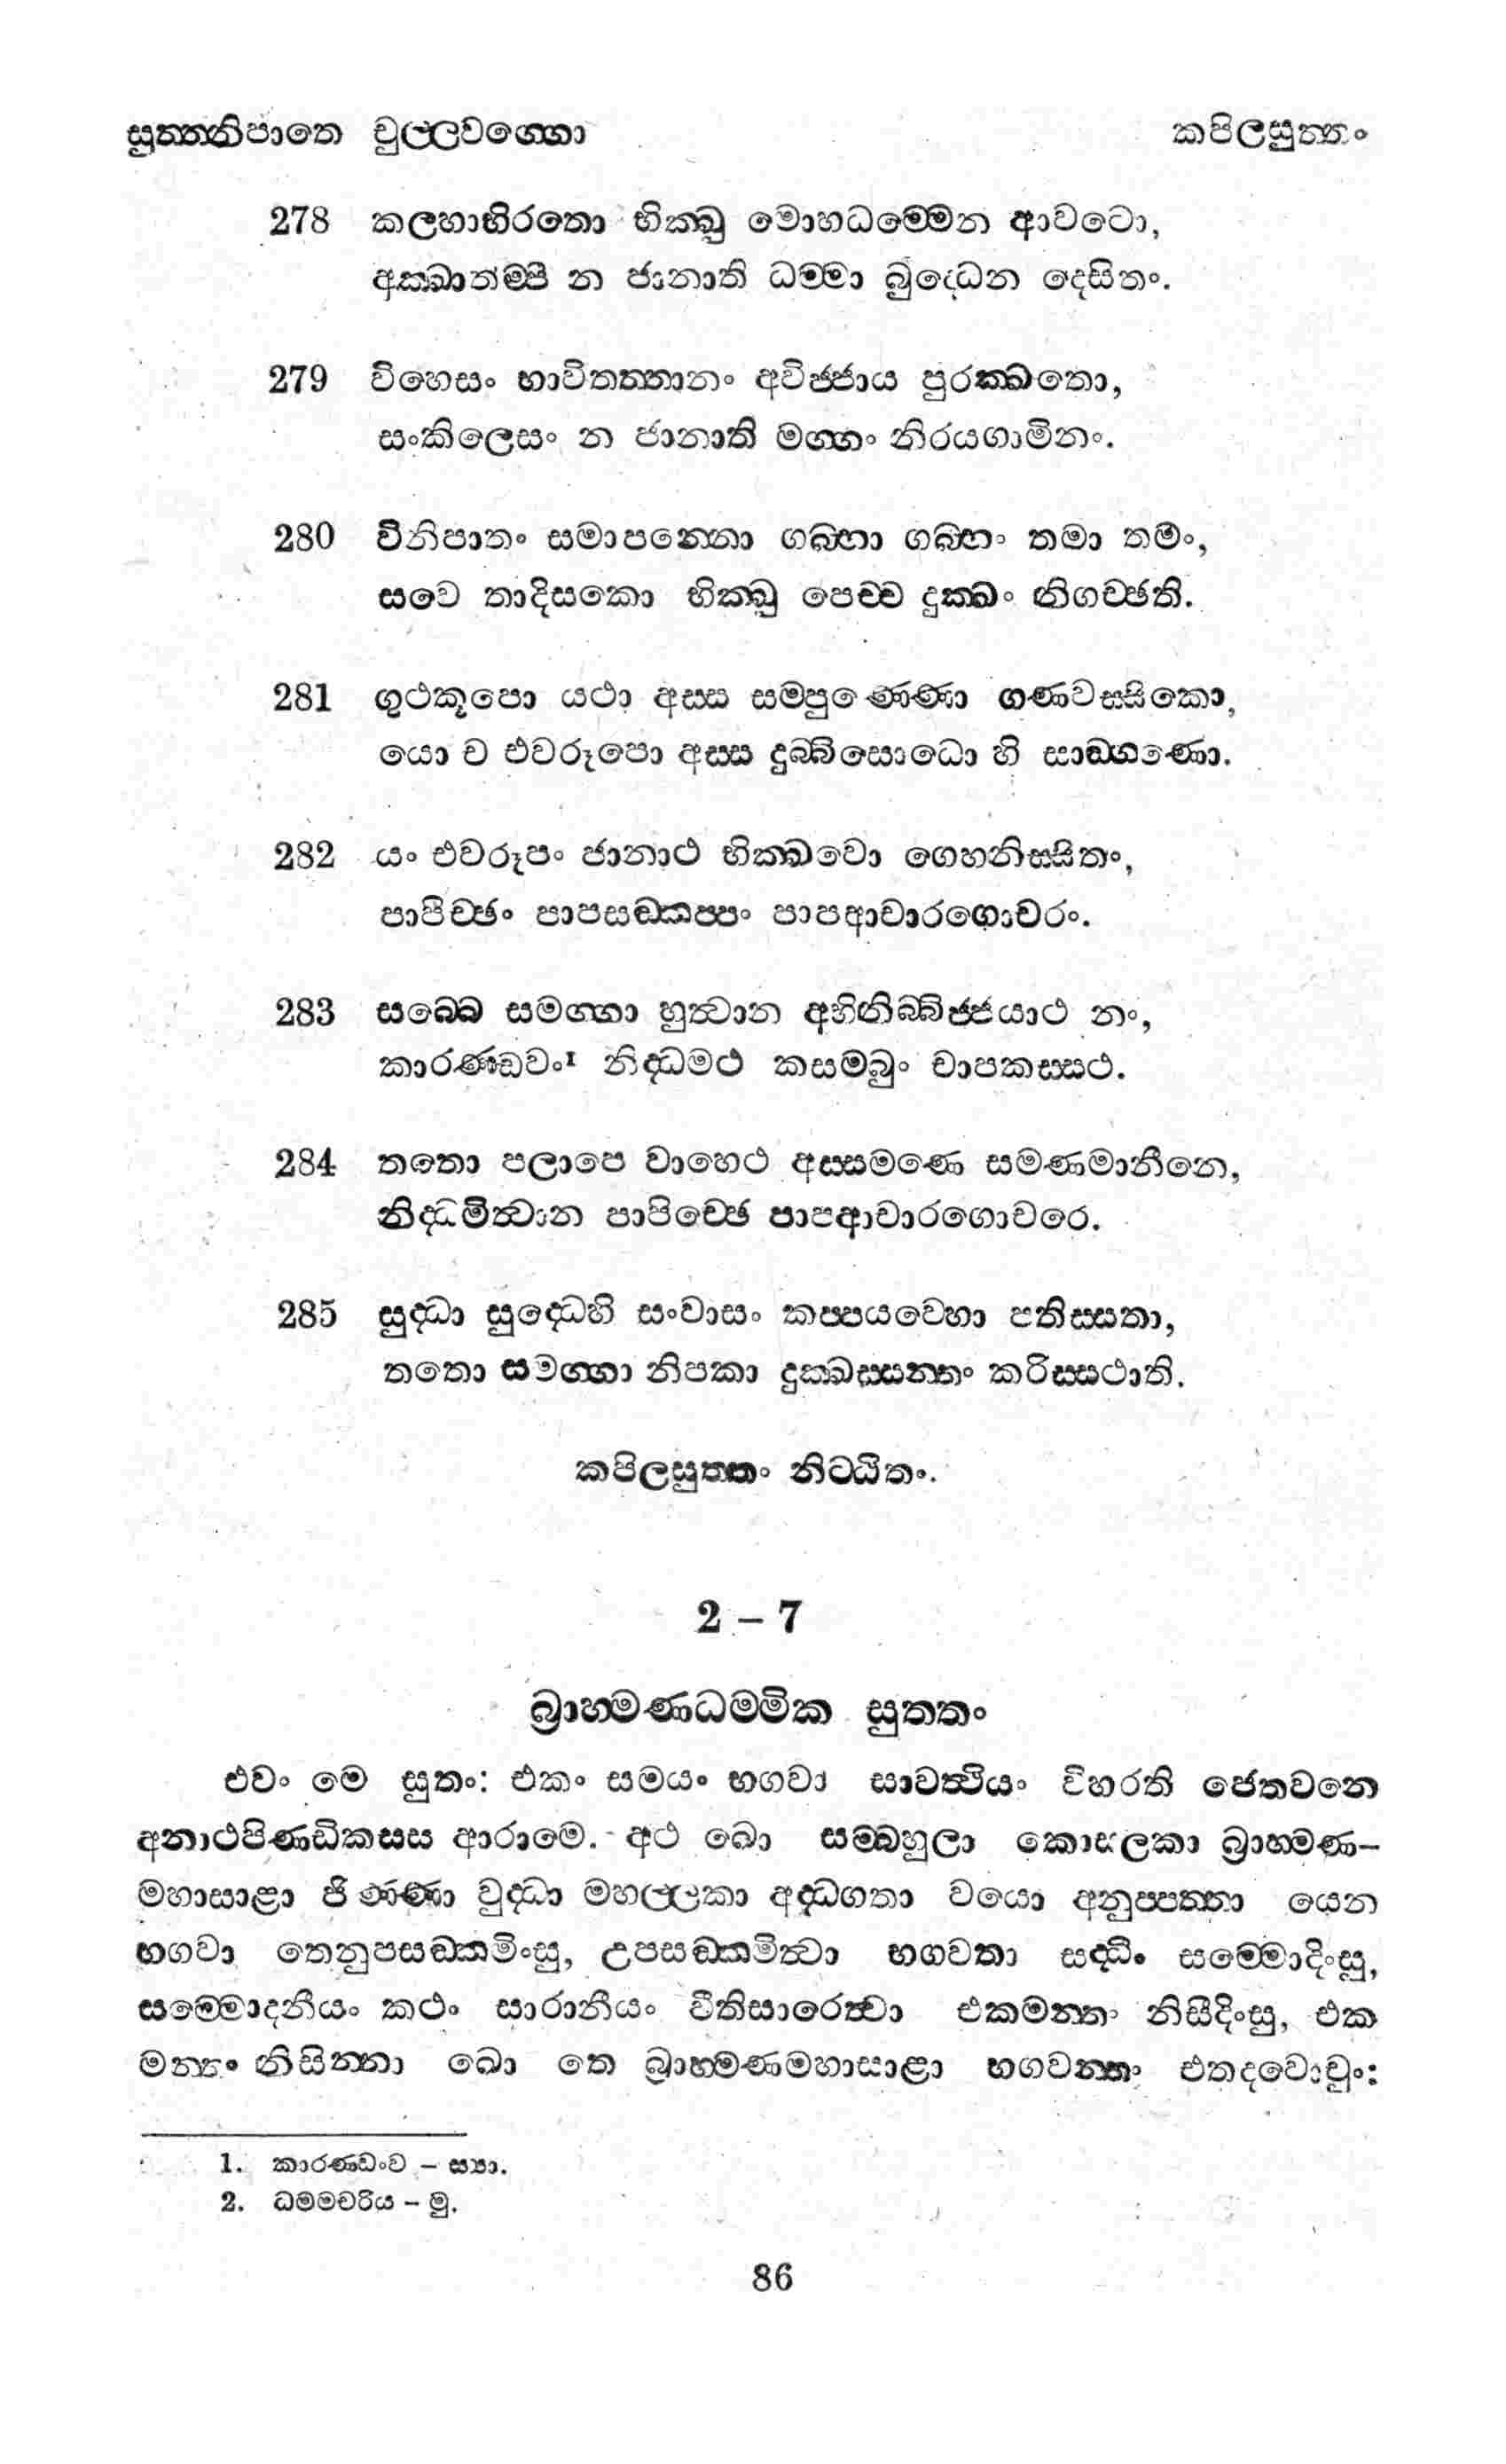 සුත්තනිපාතෙ චුල්ලවග්ගො කපිලසුත්තං
278 කලහාභිරතො භික්ඛු මොහධම්මෙන ආවටො,
අක්ඛාතම්පි න ජානාති ධම්මා බුද්ධෙන දෙසිතං.
279 විහෙසං භාවිතත්තානං අවිජ්ජාය පුරක්ඛතො,
සංකිලෙසං න ජානාති මග්ගං නිරයගාමිනං.
280 විනිපාතං සමාපන්නො ගබ්භා ගබ්භං තමා තමං,
සවෙ තාදිසකො භික්ඛු පෙච්ච දුක්ඛං නිගච්ඡති.
281 ගුථකූපො යථා අස්ස සම්පුණ්ණො ගණවස්සිකො,
යො ච එවරූපො අස්ස දුබ්බිසොධො හි සාඞ්ගණො.
282 යං එවරූපං ජානාථ භික්ඛවො ගෙහනිස්සිතං,
පාපිච්ඡං පාපසඞ්කප්පං පාපආචාරගොචරං.
283 සබ්බෙ සමග්ගා හුත්වාන අභිනිබ්බිජ්ජයාථ නං,
කාරණ්ඩවං¹ නිද්ධමථ කසම්බුං චාපකස්සථ.
284 තතො පලාපෙ වාහෙථ අස්සමණෙ සමණමානිනෙ,
නිද්ධමිත්වාන පාපිච්ඡෙ පාපආචාරගොචරෙ.
285 සුද්ධා සුද්ධෙහි සංවාසං කප්පයව්හො පතිස්සතා,
තතො සමග්ගා නිපකා දුක්ඛස්සන්තං කරිස්සථාති.
කපිලසුත්තං නිට්ඨිතං.
2 – 7
බ්‍රාහ්මණධම්මික සුත්තං
එවං මෙ සුතං: එකං සමයං භගවා සාවත්ථියං විහරති ජෙතවනෙ
අනාථපිණ්ඩිකස්ස ආරාමෙ. අථ ඛො සම්බහුලා කොසලකා බ්‍රාහ්මණ–
මහාසාළා ජිණ්ණා වුද්ධා මහල්ලකා අද්ධගතා වයො අනුප්පත්තා යෙන
භගවා තෙනුපසඞ්කමිංසු, උපසඞ්කමිත්වා භගවතා සද්ධිං සම්මොදිංසු,
සම්මොදනීයං කථං සාරානීයං වීතිසාරෙත්වා එකමන්තං නිසීදිංසු, එක
මන්තං නිසින්නා ඛො තෙ බ්‍රාහ්මණමහාසාළා භගවන්තං එතදවොචුං:
1. කාරණ්ඩංව – ස්‍යා.
2. ධම්මචරිය – මු.
86